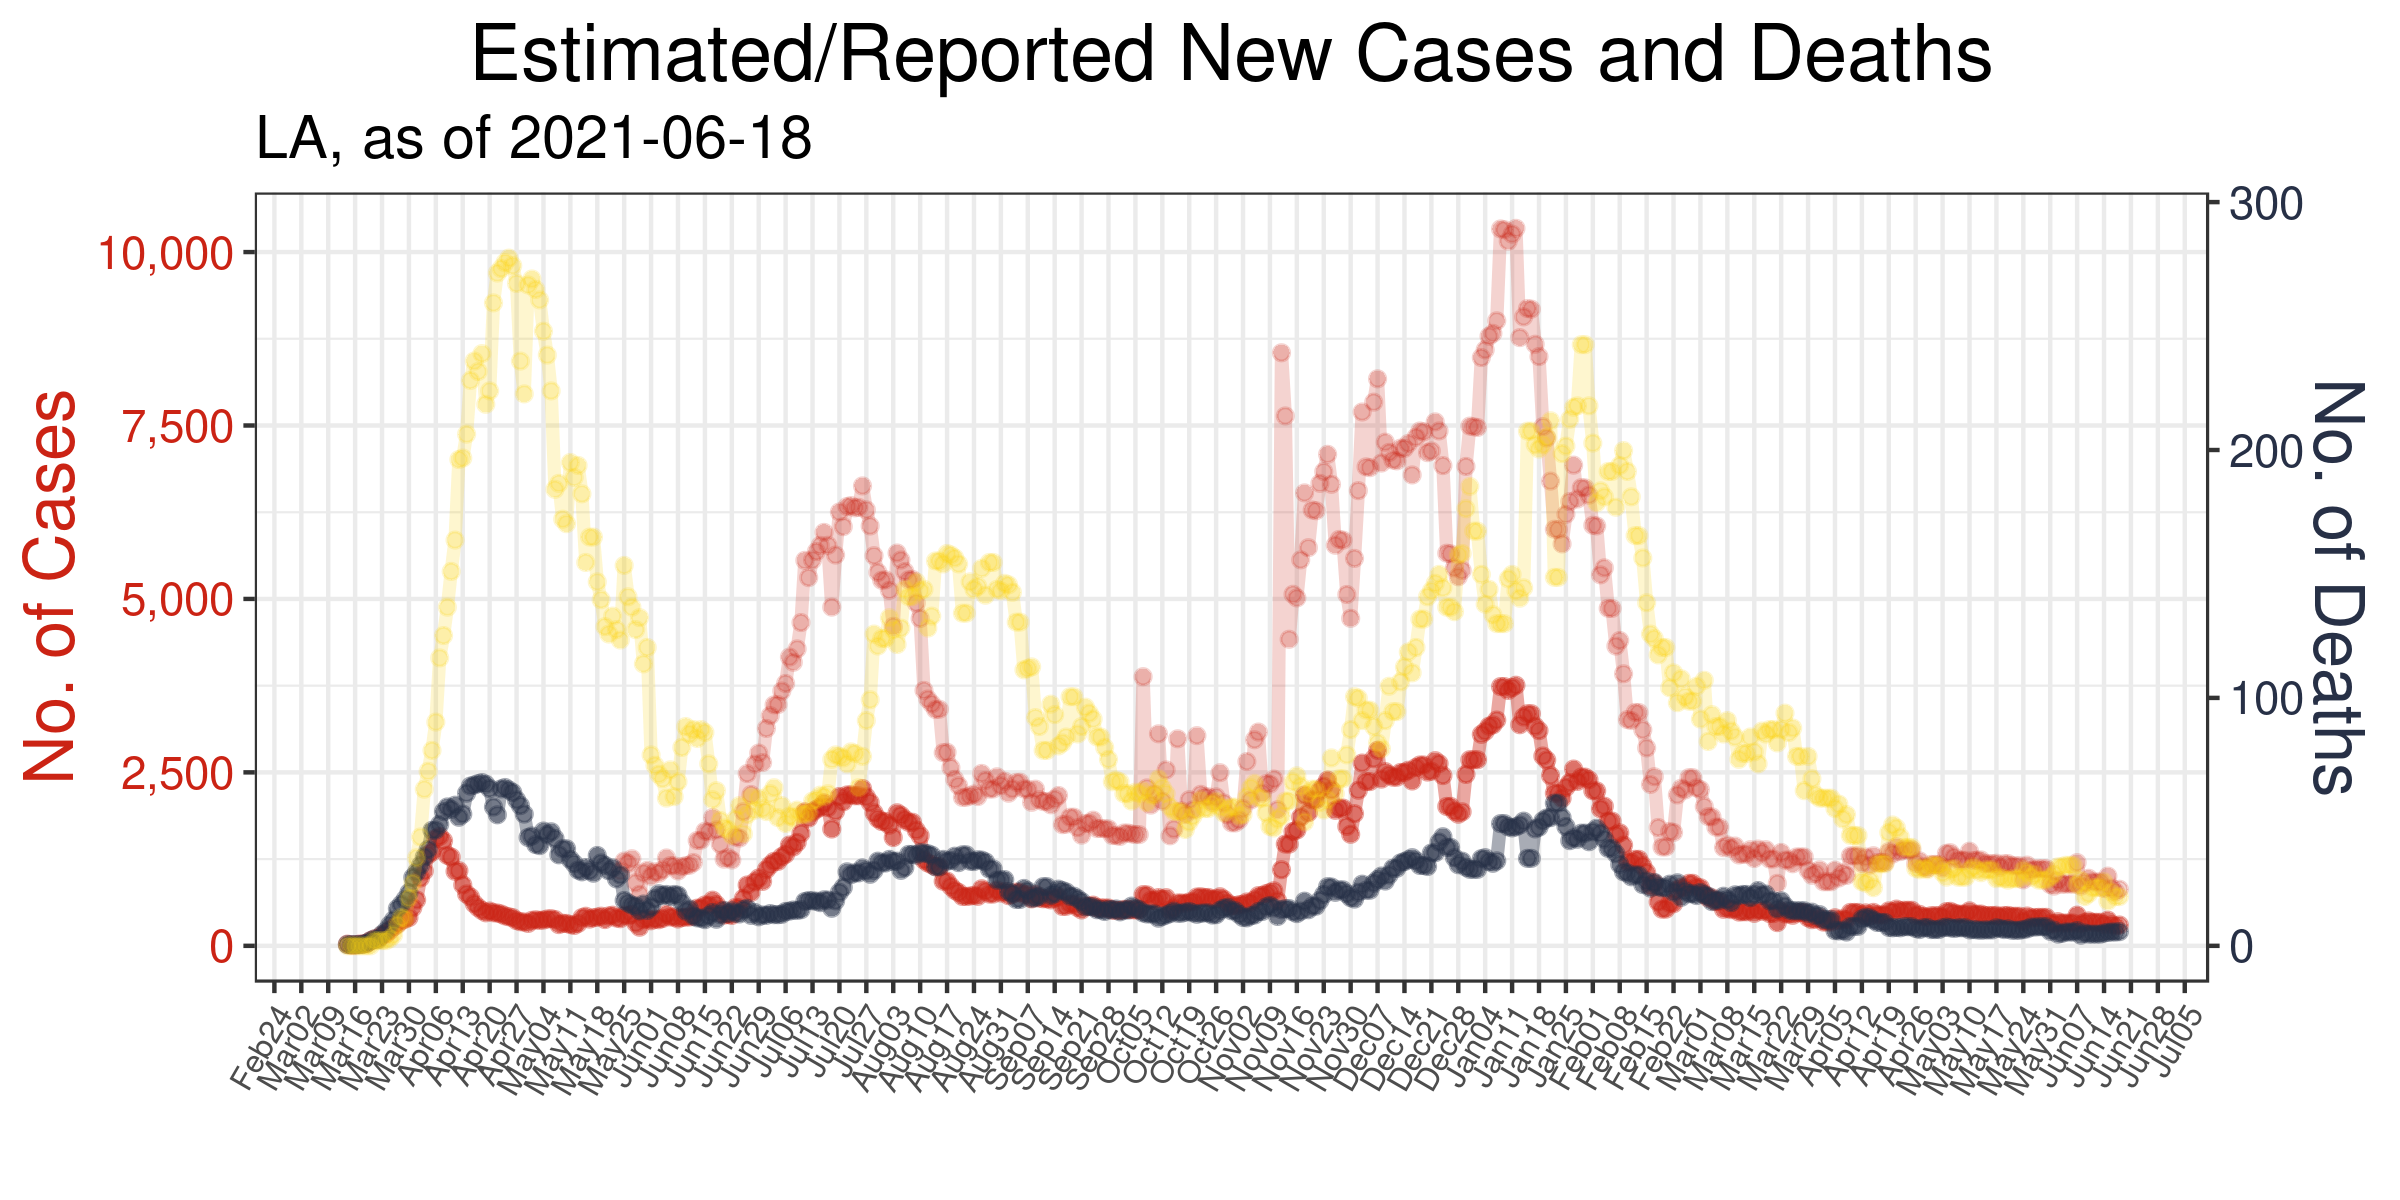 Estimated/Reported New Cases and Deaths
LA, as of 2021-06-18
No. of Cases
10,000
7,500
5,000
2,500
0
No. of Deaths
300
200
100
0
Feb24
Mar02
Mar09
Mar16
Mar23
Mar30
Apr06
Apr13
Apr20
Apr27
May04
May11
May18
May25
Jun01
Jun08
Jun15
Jun22
Jun29
Jul06
Jul13
Jul20
Jul27
Aug03
Aug10
Aug17
Aug24
Aug31
Sep07
Sep14
Sep21
Sep28
Oct05
Oct12
Oct19
Oct26
Nov02
Nov09
Nov16
Nov23
Nov30
Dec07
Dec14
Dec21
Dec28
Jan04
Jan11
Jan18
Jan25
Feb01
Feb08
Feb15
Feb22
Mar01
Mar08
Mar15
Mar22
Mar29
Apr05
Apr12
Apr19
Apr26
May03
May10
May17
May24
May31
Jun07
Jun14
Jun21
Jun28
Jul05